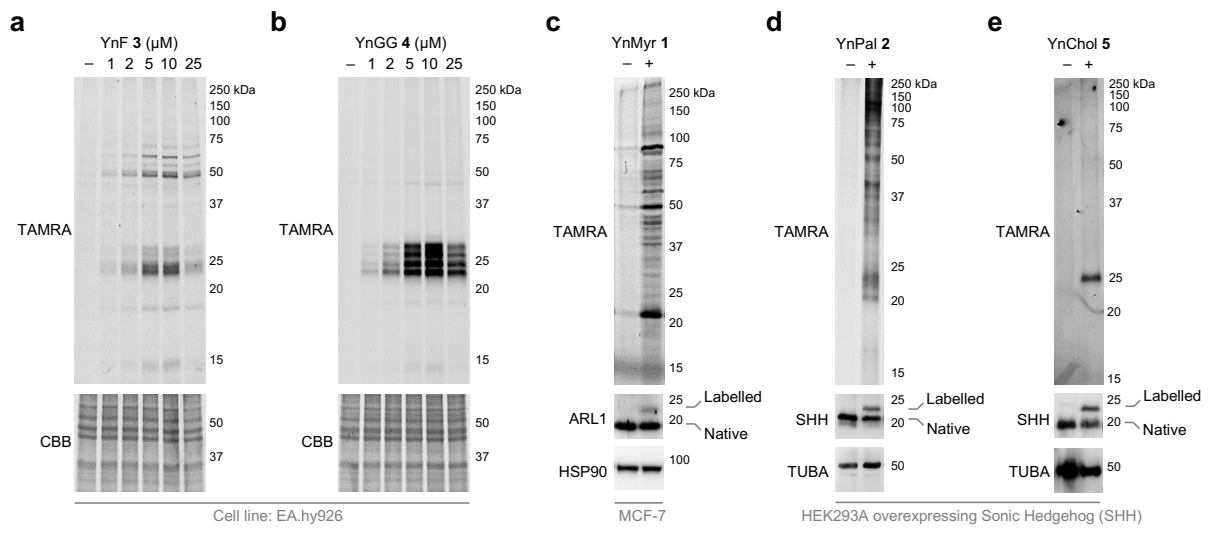 a
YnF 3 (µM)
– 1 2 5 10 25
250 kDa
150
100
75
50
37
25
20
15
TAMRA
50
37
CBB
b
YnGG 4 (µM)
– 1 2 5 10 25
250 kDa
150
100
75
50
37
25
20
15
TAMRA
50
37
CBB
Cell line: EA.hy926
c
YnMyr 1
– +
250 kDa
150
100
75
50
37
25
20
15
TAMRA
ARL1
25
20
Labelled
Native
HSP90
100
MCF-7
d
YnPal 2
– +
250 kDa
150
100
75
50
37
25
20
15
TAMRA
SHH
25
20
Labelled
Native
TUBA
50
e
YnChol 5
– +
250 kDa
150
100
75
50
37
25
20
15
TAMRA
SHH
25
20
Labelled
Native
TUBA
50
HEK293A overexpressing Sonic Hedgehog (SHH)